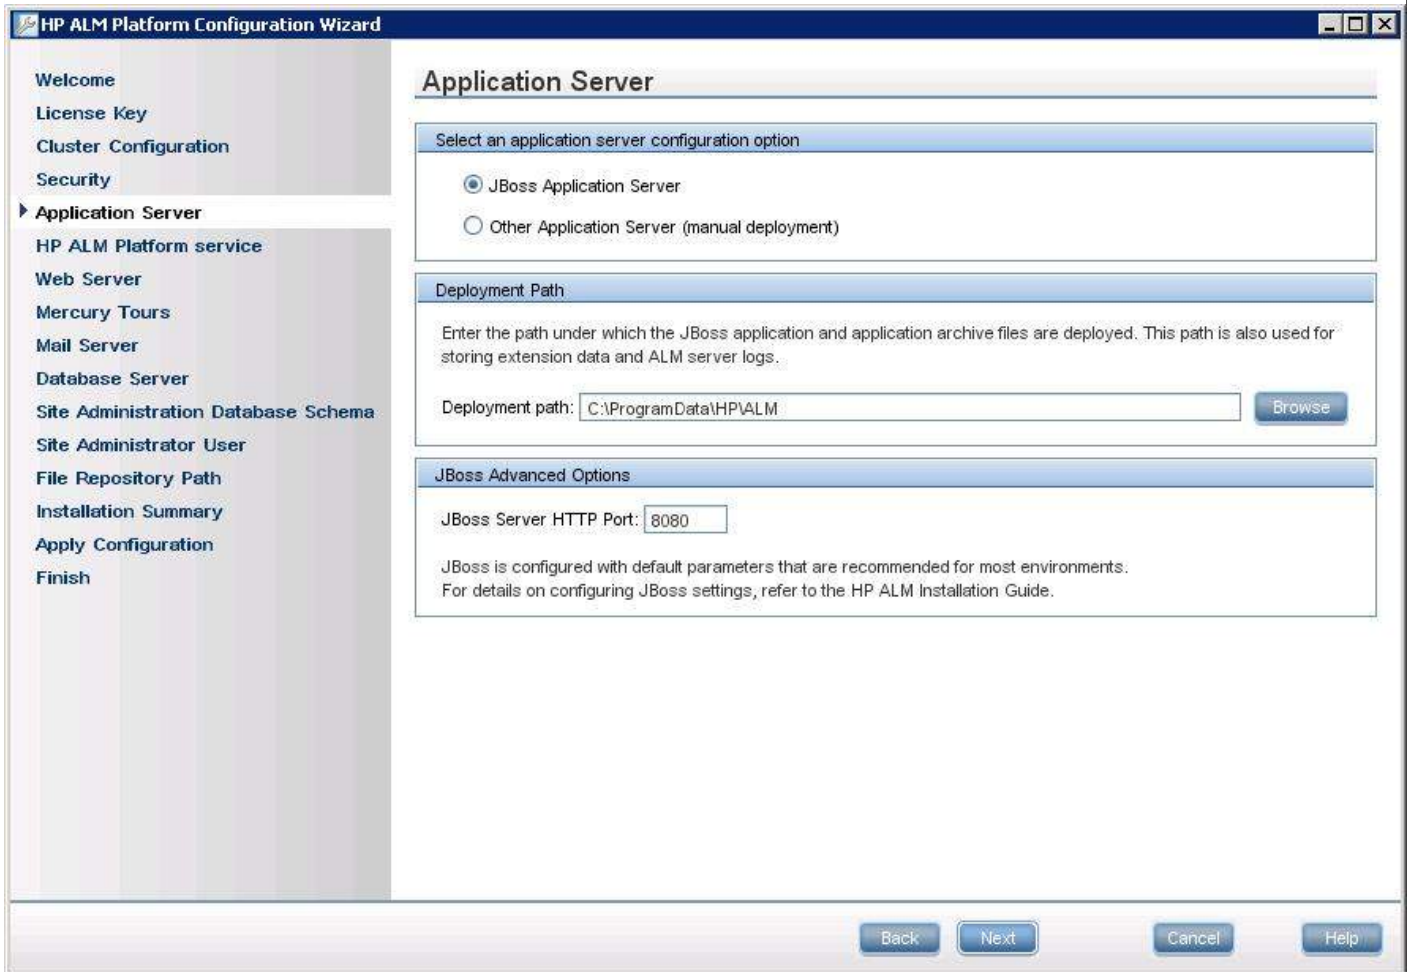 HP ALM Platform Configuration Wizard
Welcome
License Key
Cluster Configuration
Security
Application Server
HP ALM Platform service
Web Server
Mercury Tours
Mail Server
Database Server
Site Administration Database Schema
Site Administrator User
File Repository Path
Installation Summary
Apply Configuration
Finish
Application Server
Select an application server configuration option
JBoss Application Server
Other Application Server (manual deployment)
Deployment Path
Enter the path under which the JBoss application and application archive files are deployed. This path is also used for
storing extension data and ALM server logs.
Deployment path: C:\ProgramData\HP\ALM Browse
JBoss Advanced Options
JBoss Server HTTP Port: 8080
JBoss is configured with default parameters that are recommended for most environments.
For details on configuring JBoss settings, refer to the HP ALM Installation Guide.
Back Next Cancel Help